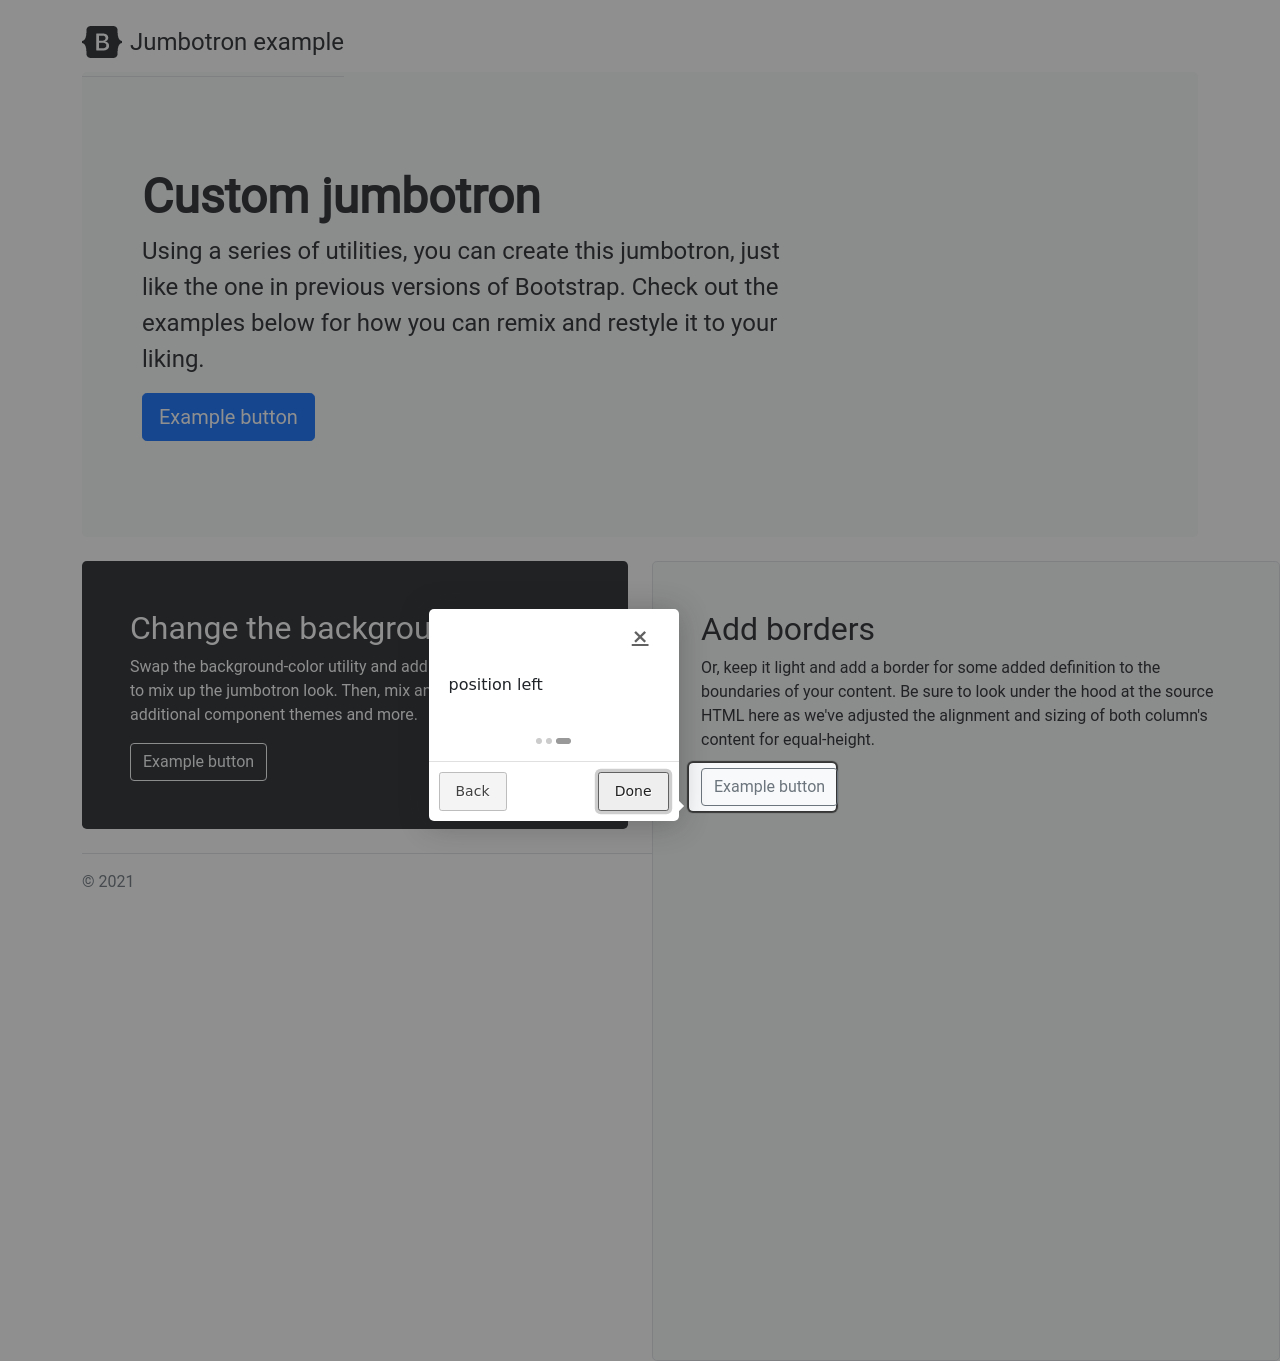 B Jumbotron example
Custom jumbotron
Using a series of utilities, you can create this jumbotron, just
like the one in previous versions of Bootstrap. Check out the
examples below for how you can remix and restyle it to your
liking.
Example button
Change the backgrou
Swap the background-color utility and add
to mix up the jumbotron look. Then, mix an
additional component themes and more.
Example button
×
position left
Back
Done
Add borders
Or, keep it light and add a border for some added definition to the
boundaries of your content. Be sure to look under the hood at the source
HTML here as we've adjusted the alignment and sizing of both column's
content for equal-height.
Example button
© 2021